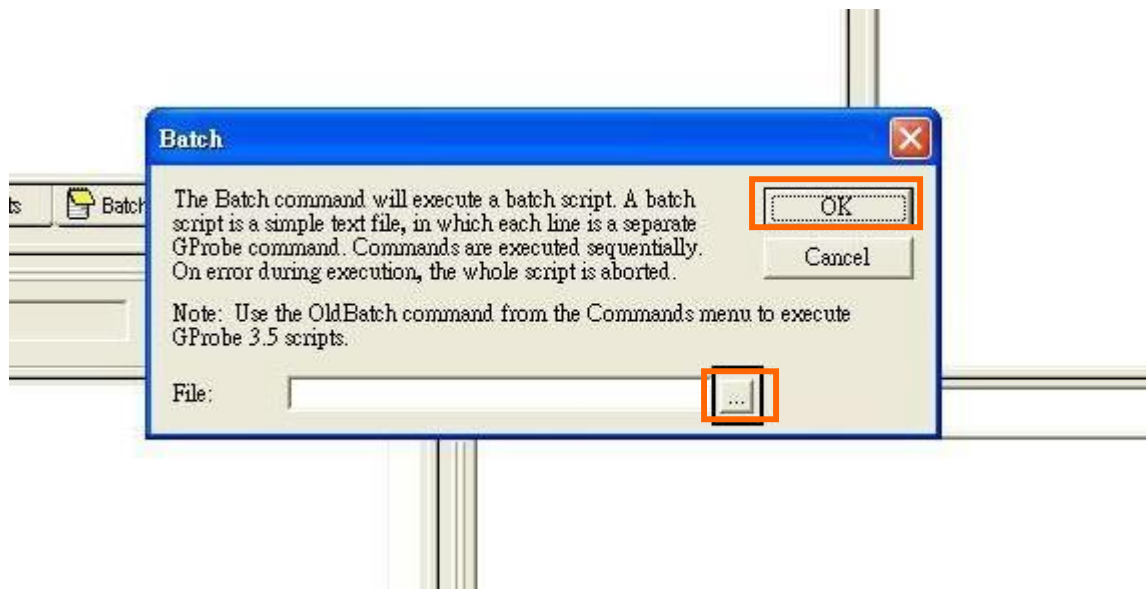 Batch
The Batch command will execute a batch script. A batch
script is a simple text file, in which each line is a separate
GProbe command. Commands are executed sequentially.
On error during execution, the whole script is aborted.
Note: Use the OldBatch command from the Commands menu to execute
GProbe 3.5 scripts.
File:
...
OK
Cancel
ts
Batch